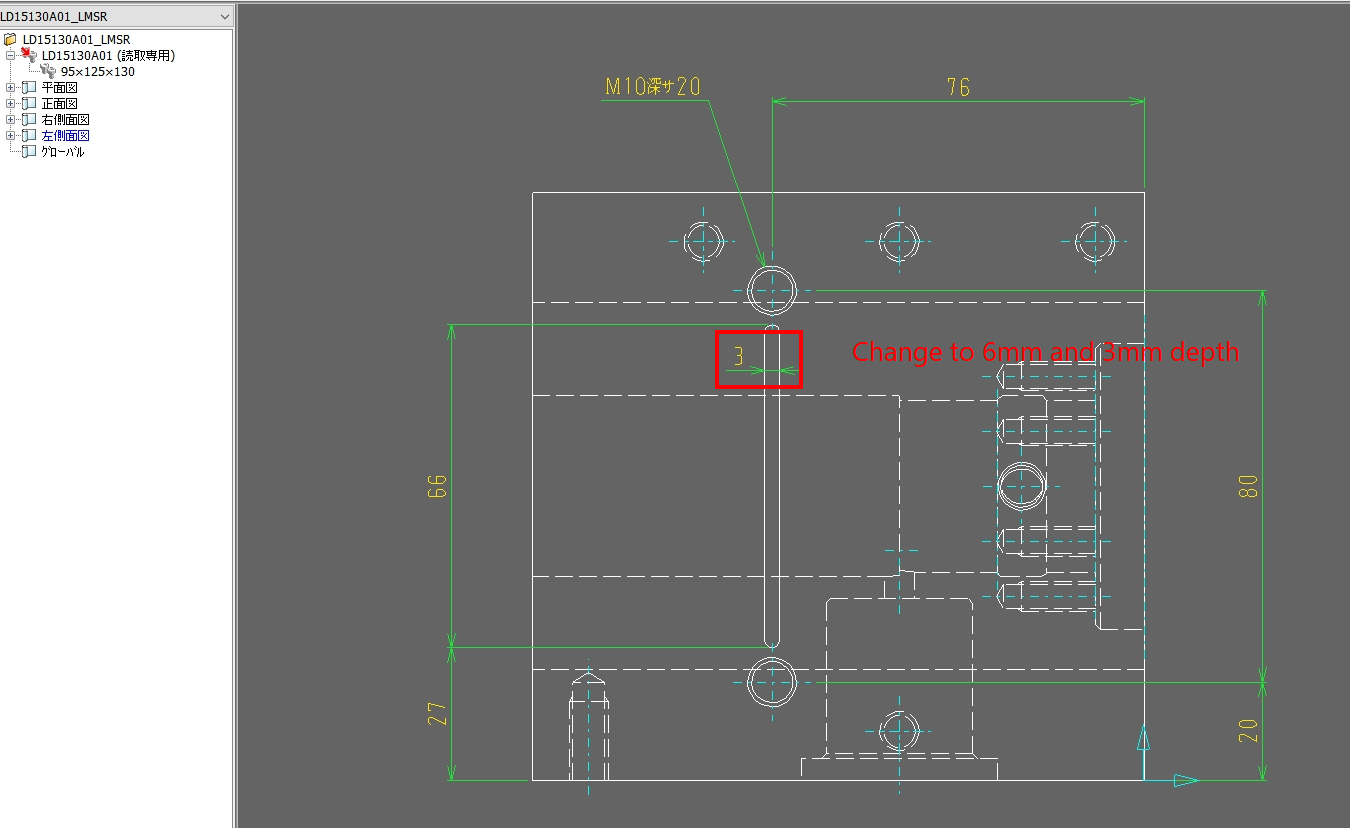 LD15130A01_LMSR
LD15130A01_LMSR
LD15130A01 (読取専用)
95×125×130
平面図
正面図
右側面図
左側面図
グローバル
M10深サ20
76
3
Change to 6mm and 3mm depth
66
80
27
20